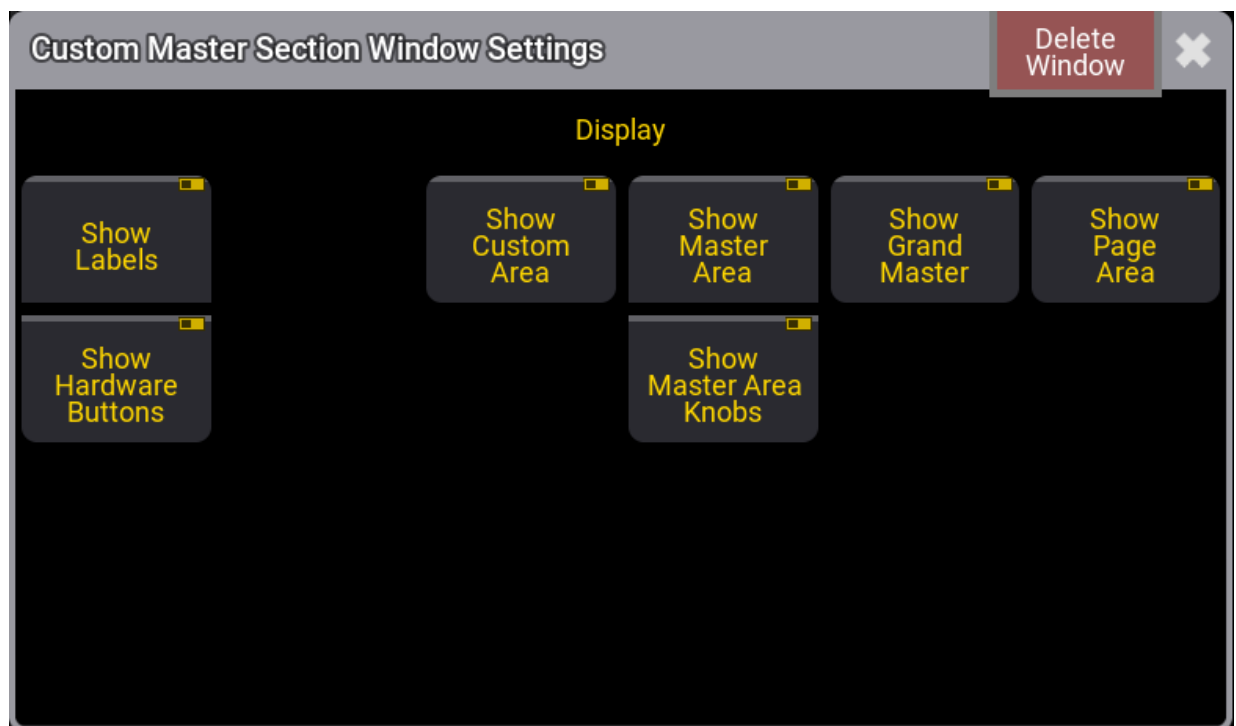 Custom Master Section Window Settings
Delete
Window
Display
Show
Labels
Show
Custom
Area
Show
Master
Area
Show
Grand
Master
Show
Page
Area
Show
Hardware
Buttons
Show
Master Area
Knobs